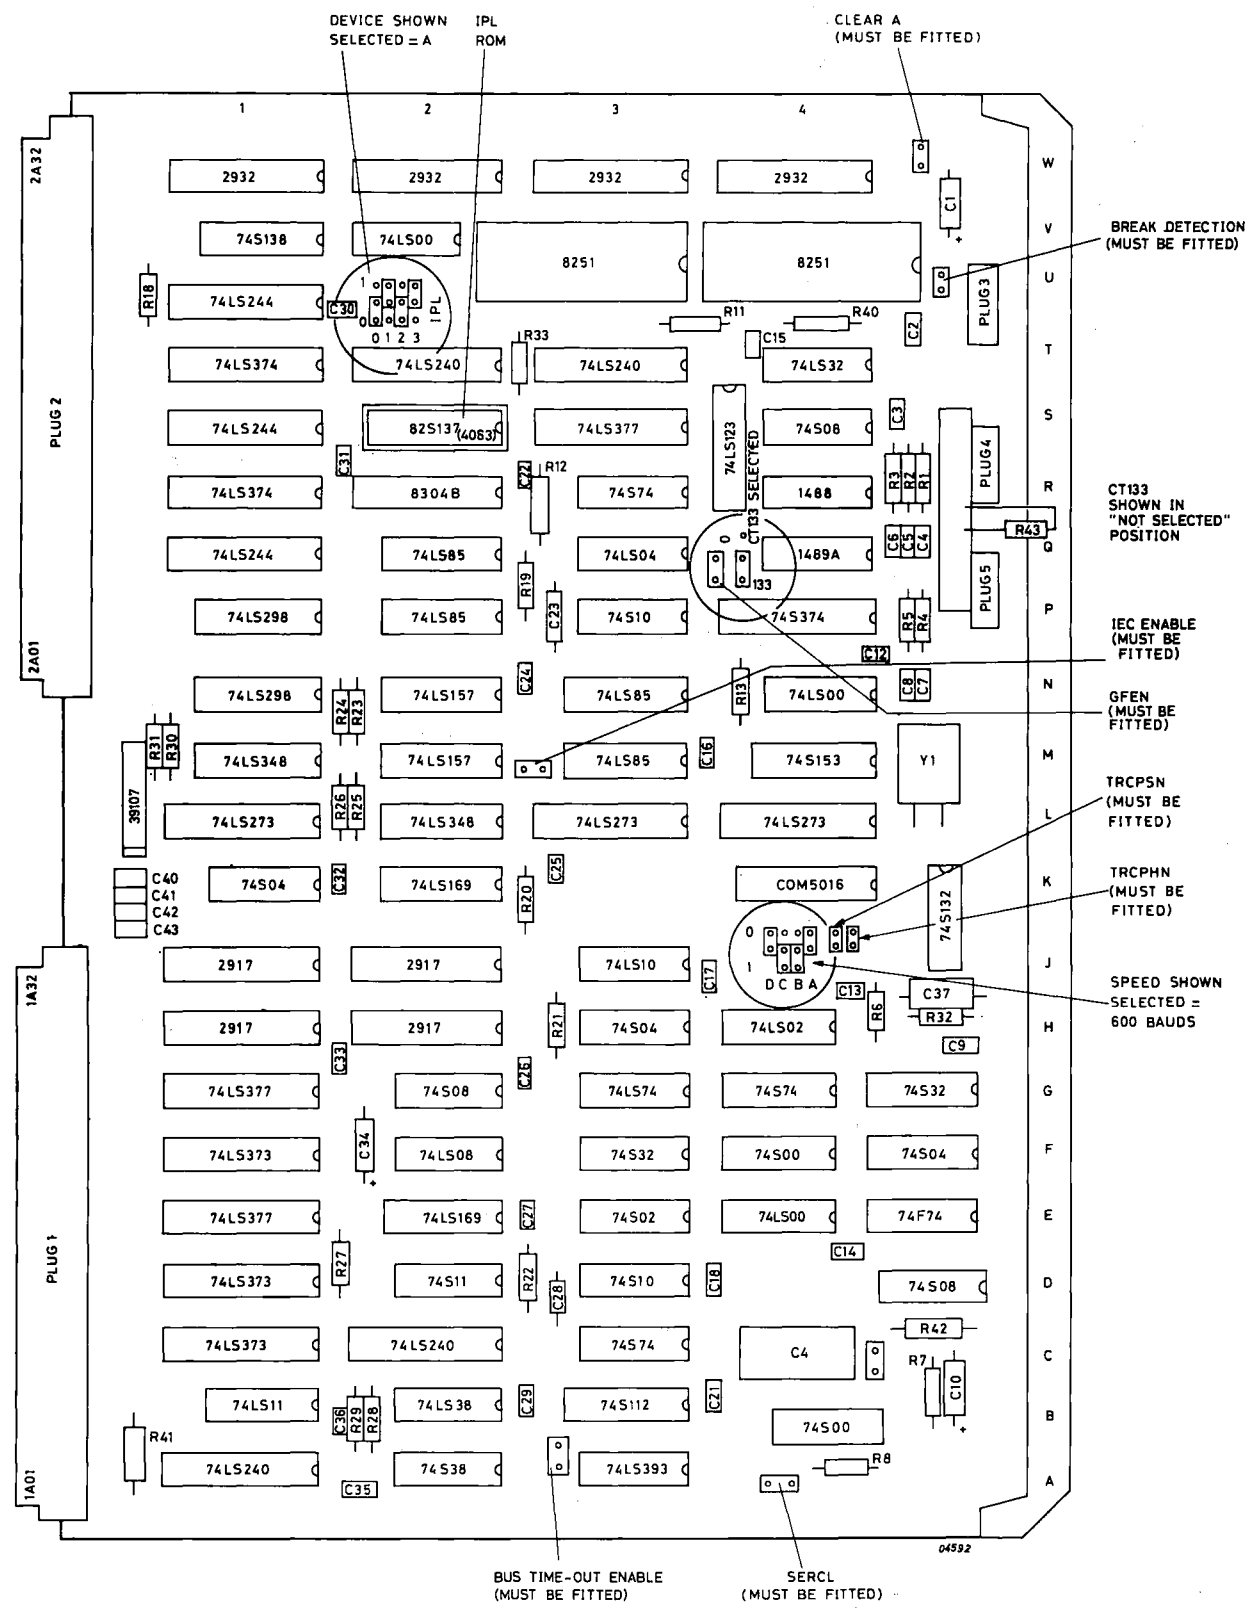 DEVICE SHOWN
SELECTED = A
IPL
ROM
CLEAR A
(MUST BE FITTED)
1 2 3 4
2A32
W
2932 2932 2932 2932
C1
+
V
74S138 74LS00
8251 8251
BREAK DETECTION
(MUST BE FITTED)
U
R18
74LS244
C30
1
0
IPL
0 1 2 3
PLUG3
R11 R40
C2
R33
C15
T
74LS374 74LS240 74LS240 74LS32
PLUG 2
S
74LS244
82S137
(4083)
74LS377
74LS123
74S08
C3
C31
C22
R12
CT133 SELECTED
R3 R2 R1
PLUG4
R
74LS374 8304B 74S74 1488
CT133
SHOWN IN
"NOT SELECTED"
POSITION
R43
Q
74LS244 74LS85 74LS04 1489A
C6 C5 C4
0
133
R19
C23
PLUG5
P
74LS298 74LS85 74S10 74S374
R5 R4
IEC ENABLE
(MUST BE
FITTED)
2A01
C12
C24
N
74LS298
R24 R23
74LS157 74LS85
R13
74LS00
C8 C7
GFEN
(MUST BE
FITTED)
R31 R30
C16
M
74LS348 74LS157 74LS85 74S153
Y1
39107
R26 R25
L
74LS273 74LS348 74LS273 74LS273
TRCPSN
(MUST BE
FITTED)
C40
C41
C42
C43
K
74S04
C32
74LS169
R20
C25
COM5016
74S132
TRCPHN
(MUST BE
FITTED)
0
1
D C B A
J
1A32
2917 2917 74LS10
C17
C13
C37
R6
R32
SPEED SHOWN
SELECTED =
600 BAUDS
R21
H
2917 2917 74S04 74LS02
C9
C33
C26
G
74LS377 74S08 74LS74 74S74 74S32
C34
+
F
74LS373 74LS08 74S32 74S00 74S04
E
74LS377 74LS169
C27
74S02 74LS00 74F74
PLUG 1
R27
R22
C28
C18
C14
D
74LS373 74S11 74S10 74S08
R42
C
74LS373 74LS240 74S74 C4
R7
C10
+
C36
R29 R28
C29
C21
B
74LS11 74LS38 74S112 74S00
R41
R8
A
74LS240 74S38 74LS393
1A01
C35
04592
BUS TIME-OUT ENABLE
(MUST BE FITTED)
SERCL
(MUST BE FITTED)